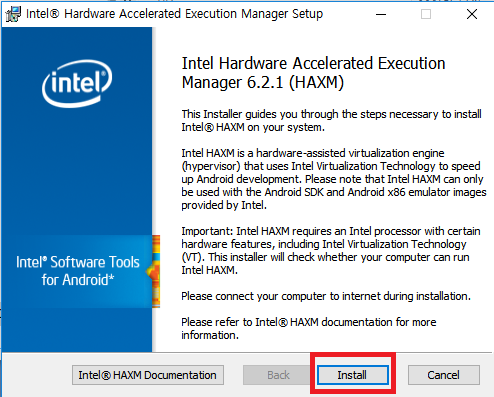 Intel® Hardware Accelerated Execution Manager Setup
intel
Intel® Software Tools
for Android*
Intel Hardware Accelerated Execution
Manager 6.2.1 (HAXM)
This Installer guides you through the steps necessary to install
Intel® HAXM on your system.
Intel HAXM is a hardware-assisted virtualization engine
(hypervisor) that uses Intel Virtualization Technology to speed
up Android development. Please note that Intel HAXM can only
be used with the Android SDK and Android x86 emulator images
provided by Intel.
Important: Intel HAXM requires an Intel processor with certain
hardware features, including Intel Virtualization Technology
(VT). This installer will check whether your computer can run
Intel HAXM.
Please connect your computer to internet during installation.
Please refer to Intel® HAXM documentation for more
information.
Intel® HAXM Documentation
Back
Install
Cancel